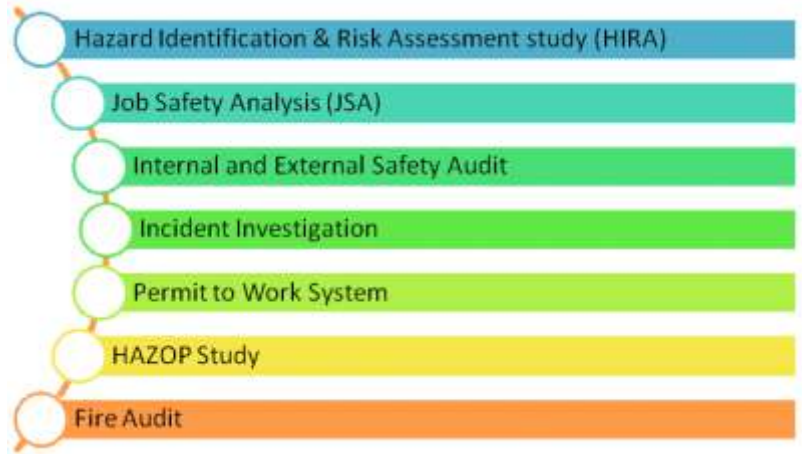 Hazard Identification & Risk Assessment study (HIRA)
Job Safety Analysis (JSA)
Internal and External Safety Audit
Incident Investigation
Permit to Work System
HAZOP Study
Fire Audit